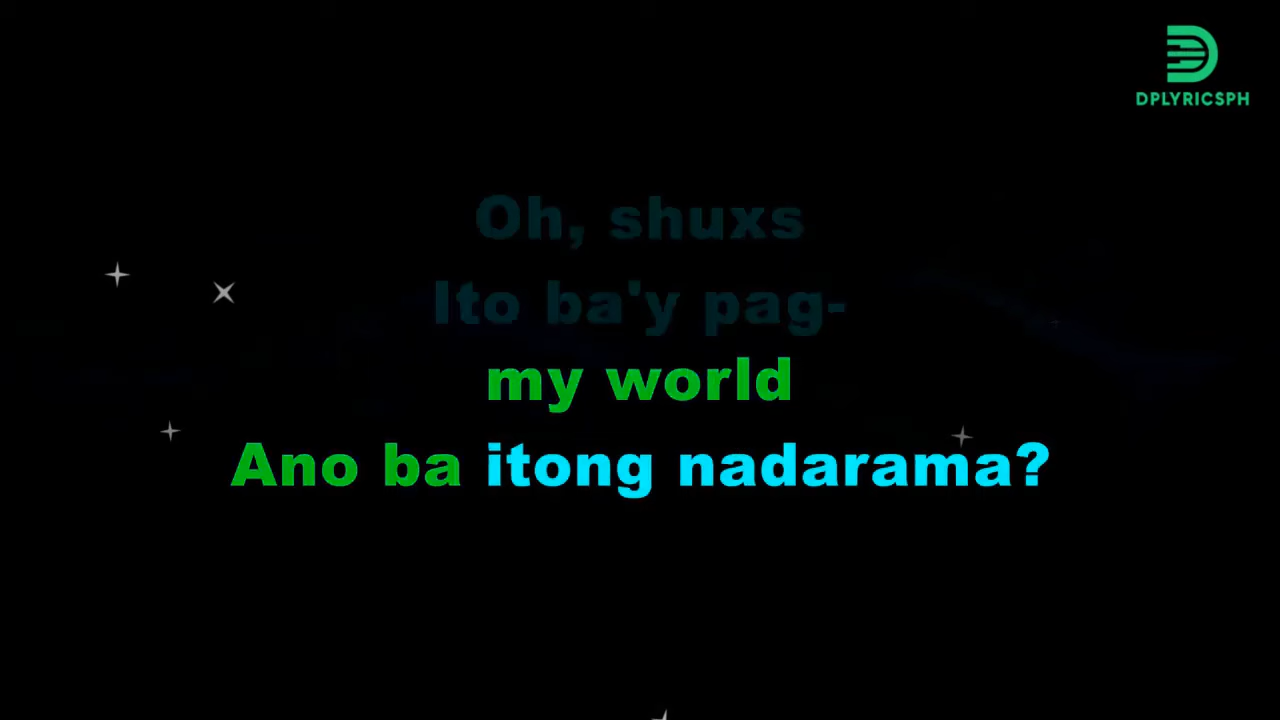 DPLYRICSPH
Oh, shuxs
Ito ba'y pag-
my world
Ano ba itong nadarama?